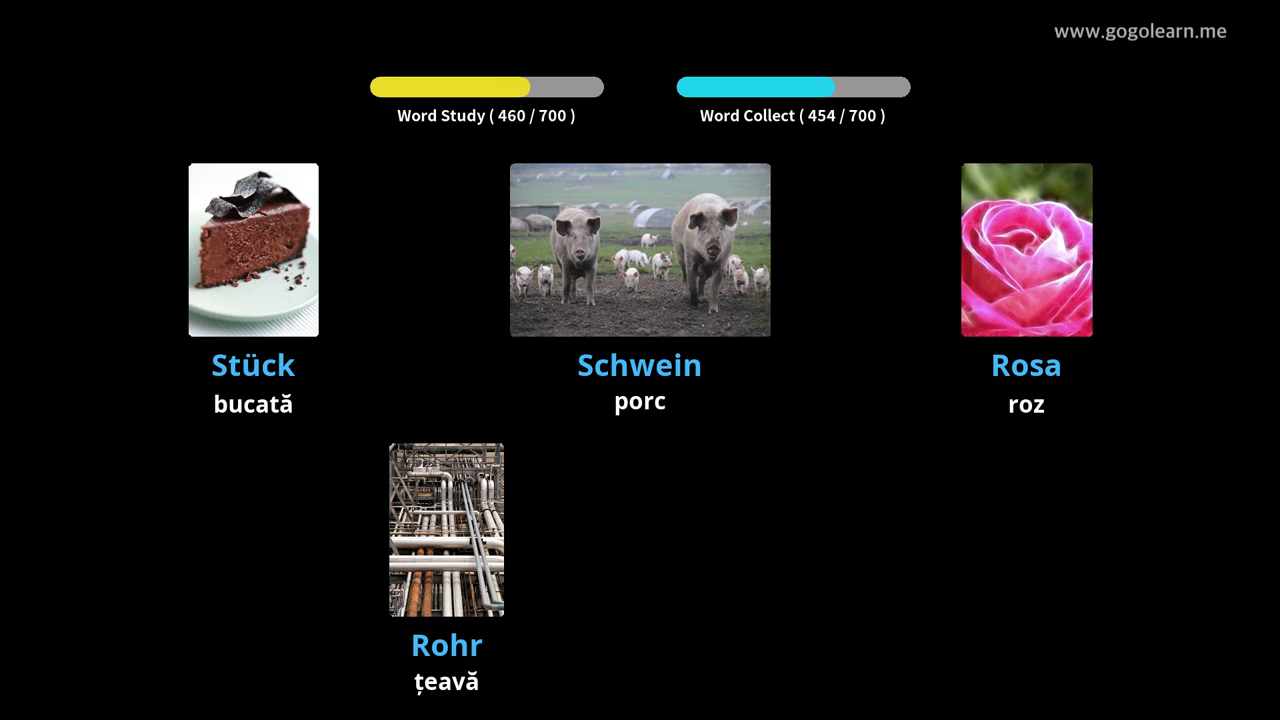 www.gogolearn.me
Word Study ( 460 / 700 )
Word Collect ( 454 / 700 )
Stück
bucată
Schwein
porc
Rosa
roz
Rohr
țeavă